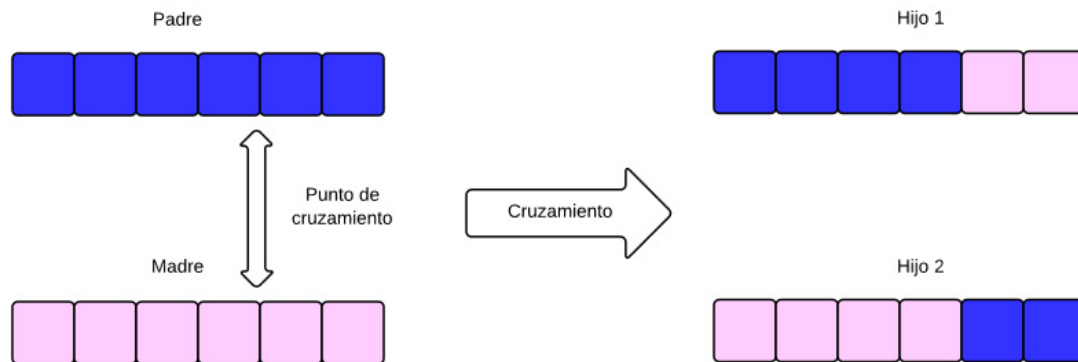 Padre
Hijo 1
Punto de
cruzamiento
Cruzamiento
Madre
Hijo 2